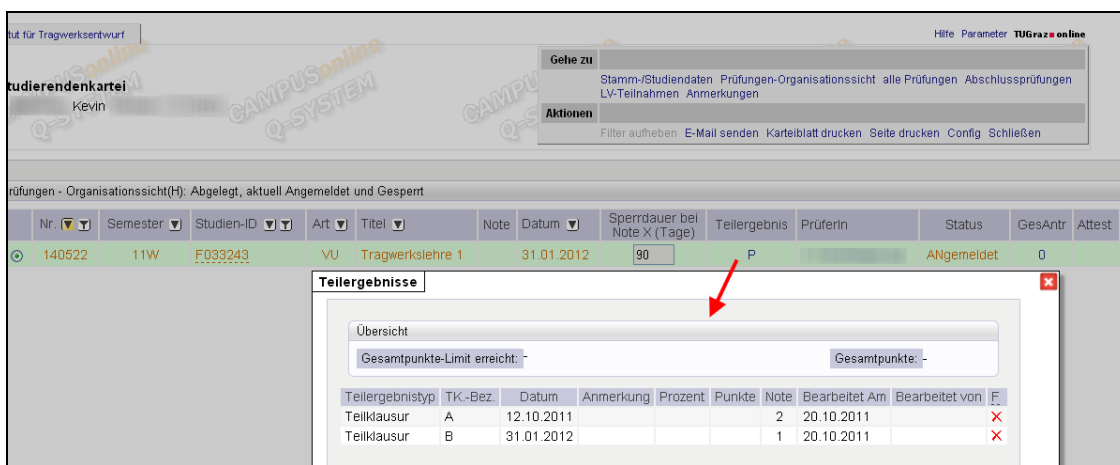 tut für Tragwerksentwurf
Hilfe Parameter TUGraz online
CAMPUSonline
Q-SYSTEM
CAMPUSonline
Q-SYSTEM
Gehe zu
Stamm-/Studiendaten Prüfungen-Organisationssicht alle Prüfungen Abschlussprüfungen
LV-Teilnahmen Anmerkungen
tudierendenkartei
Kevin
Aktionen
Filter aufheben E-Mail senden Karteiblatt drucken Seite drucken Config Schließen
rüfungen - Organisationssicht(H): Abgelegt, aktuell Angemeldet und Gesperrt
Nr. Semester Studien-ID Art Titel Note Datum Sperrdauer bei Note X (Tage) Teilergebnis PrüferIn Status GesAntr Attest
140522 11W F033243 VU Tragwerkslehre 1 31.01.2012 90 P ANgemeldet 0
Teilergebnisse
Übersicht
Gesamtpunkte-Limit erreicht: - Gesamtpunkte: -
Teilergebnistyp TK.-Bez. Datum Anmerkung Prozent Punkte Note Bearbeitet Am Bearbeitet von F
Teilklausur A 12.10.2011 2 20.10.2011
Teilklausur B 31.01.2012 1 20.10.2011